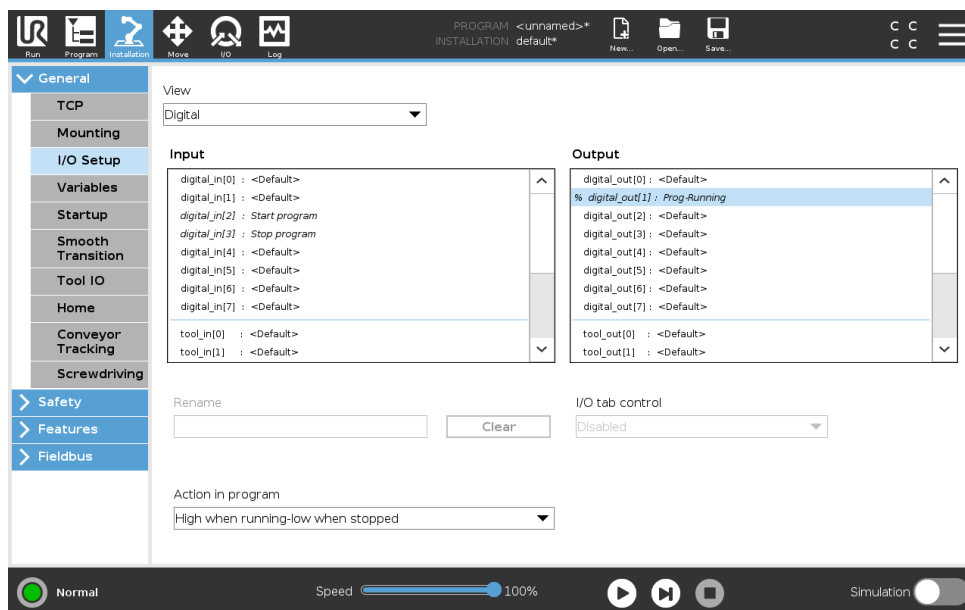 UR
PROGRAM <unnamed>*
INSTALLATION default*
C C
C C
Run Program Installation Move I/O Log New... Open... Save...
General
TCP
Mounting
I/O Setup
Variables
Startup
Smooth
Transition
Tool IO
Home
Conveyor
Tracking
Screwdriving
Safety
Features
Fieldbus
View
Digital
Input
digital_in[0] : <Default>
digital_in[1] : <Default>
digital_in[2] : Start program
digital_in[3] : Stop program
digital_in[4] : <Default>
digital_in[5] : <Default>
digital_in[6] : <Default>
digital_in[7] : <Default>
tool_in[0] : <Default>
tool_in[1] : <Default>
Output
digital_out[0] : <Default>
% digital_out[1] : Prog-Running
digital_out[2] : <Default>
digital_out[3] : <Default>
digital_out[4] : <Default>
digital_out[5] : <Default>
digital_out[6] : <Default>
digital_out[7] : <Default>
tool_out[0] : <Default>
tool_out[1] : <Default>
Rename
Clear
I/O tab control
Disabled
Action in program
High when running-low when stopped
Normal
Speed 100%
Simulation